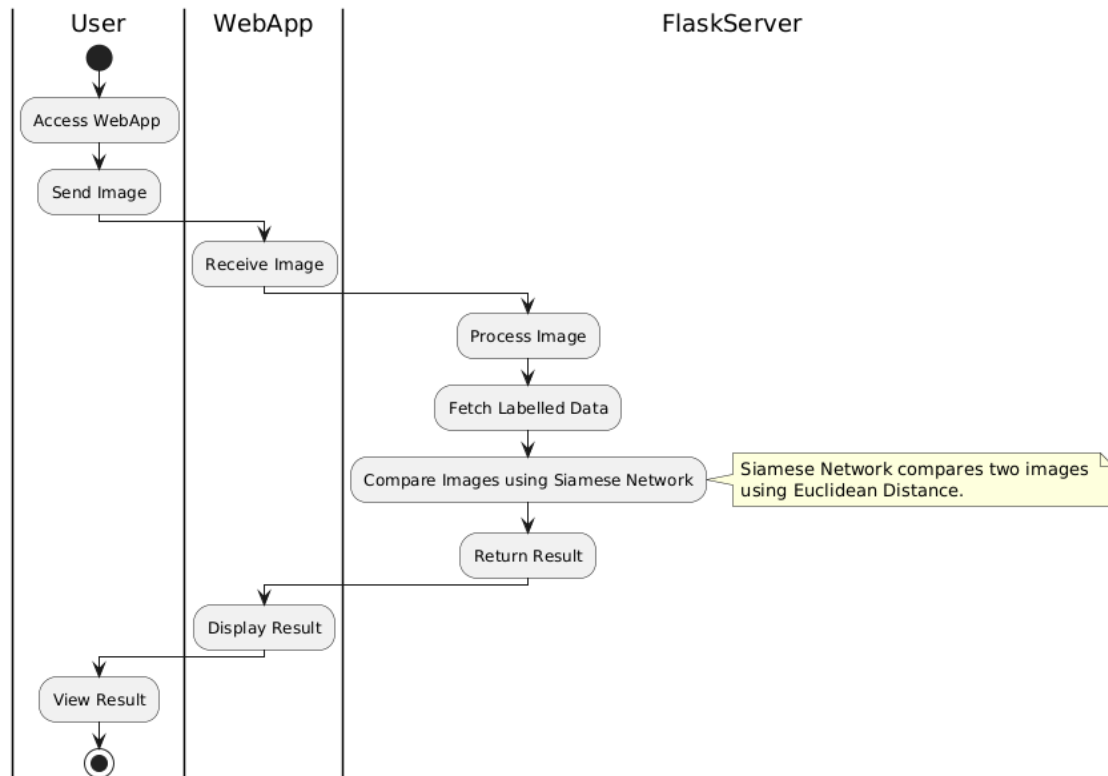 User
WebApp
FlaskServer
Access WebApp
Send Image
Receive Image
Process Image
Fetch Labelled Data
Compare Images using Siamese Network
Siamese Network compares two images
using Euclidean Distance.
Return Result
Display Result
View Result